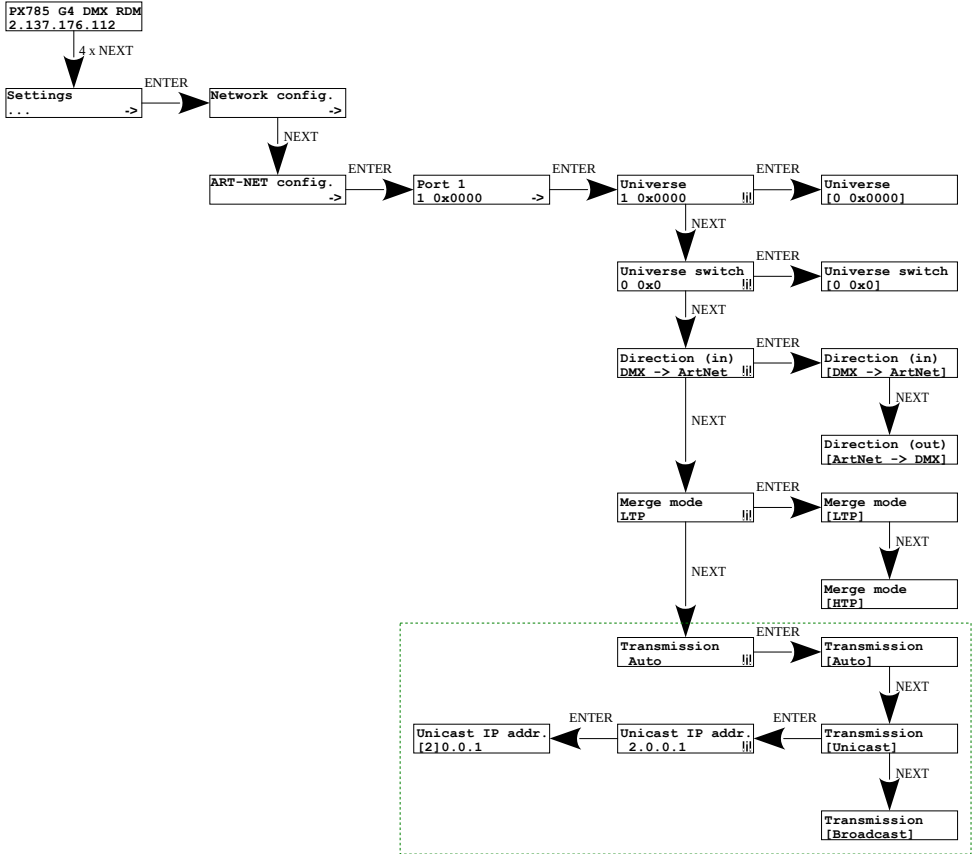 PX785 G4 DMX RDM
2.137.176.112
4 x NEXT
Settings
... ->
ENTER
Network config.
->
NEXT
ART-NET config.
->
ENTER
Port 1
1 0x0000 ->
ENTER
Universe
1 0x0000 !i!
ENTER
Universe
[0 0x0000]
NEXT
Universe switch
0 0x0 !i!
ENTER
Universe switch
[0 0x0]
NEXT
Direction (in)
DMX -> ArtNet !i!
ENTER
Direction (in)
[DMX -> ArtNet]
NEXT
Direction (out)
[ArtNet -> DMX]
NEXT
Merge mode
LTP !i!
ENTER
Merge mode
[LTP]
NEXT
Merge mode
[HTP]
NEXT
Transmission
Auto !i!
ENTER
Transmission
[Auto]
NEXT
Transmission
[Unicast]
ENTER
Unicast IP addr.
2.0.0.1 !i!
ENTER
Unicast IP addr.
[2]0.0.1
NEXT
Transmission
[Broadcast]